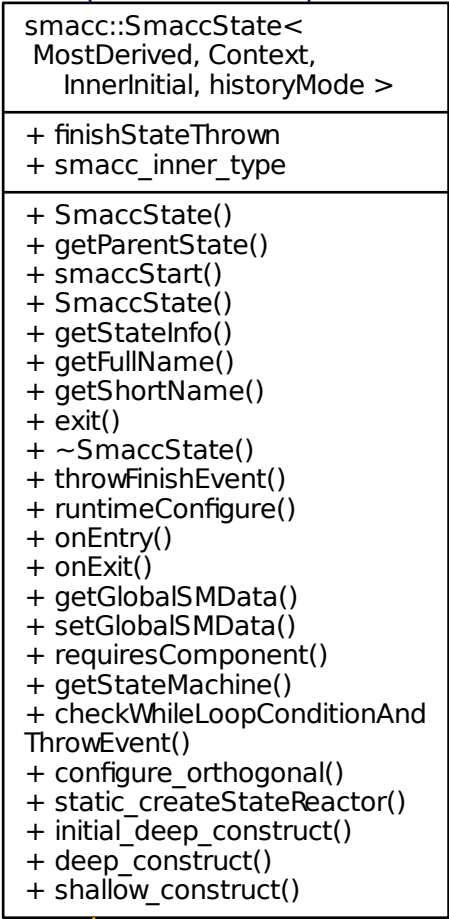 smacc::SmaccState<
MostDerived, Context,
InnerInitial, historyMode >
+ finishStateThrown
+ smacc_inner_type
+ SmaccState()
+ getParentState()
+ smaccStart()
+ SmaccState()
+ getStateInfo()
+ getFullName()
+ getShortName()
+ exit()
+ ~SmaccState()
+ throwFinishEvent()
+ runtimeConfigure()
+ onEntry()
+ onExit()
+ getGlobalSMData()
+ setGlobalSMData()
+ requiresComponent()
+ getStateMachine()
+ checkWhileLoopConditionAnd
ThrowEvent()
+ configure_orthogonal()
+ static_createStateReactor()
+ initial_deep_construct()
+ deep_construct()
+ shallow_construct()